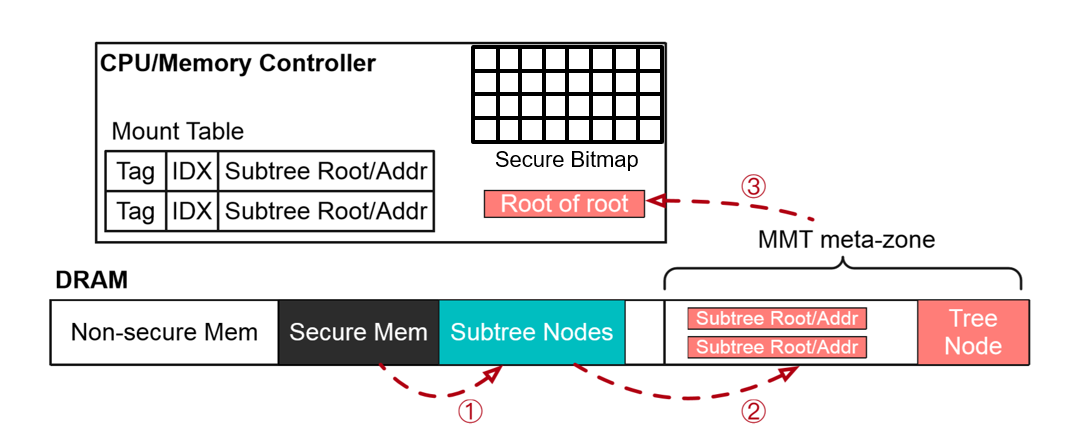 CPU/Memory Controller
Mount Table
Tag IDX Subtree Root/Addr
Tag IDX Subtree Root/Addr
Secure Bitmap
Root of root
③
MMT meta-zone
DRAM
Non-secure Mem
Secure Mem
Subtree Nodes
Subtree Root/Addr
Subtree Root/Addr
Tree
Node
①
②